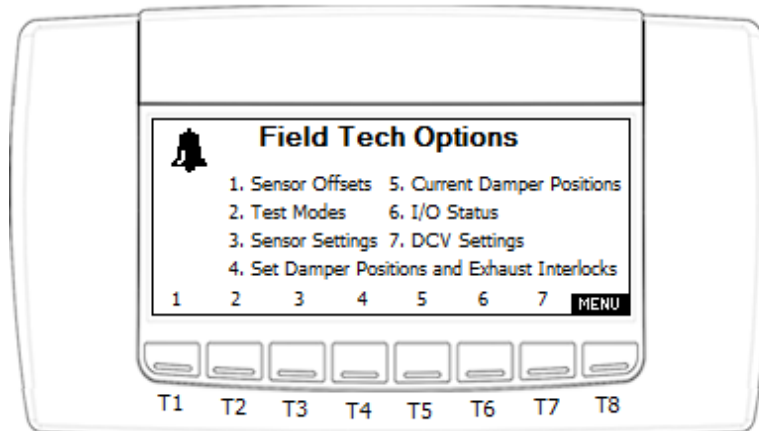 Field Tech Options
1. Sensor Offsets 5. Current Damper Positions
2. Test Modes 6. I/O Status
3. Sensor Settings 7. DCV Settings
4. Set Damper Positions and Exhaust Interlocks
1 2 3 4 5 6 7 MENU
T1 T2 T3 T4 T5 T6 T7 T8